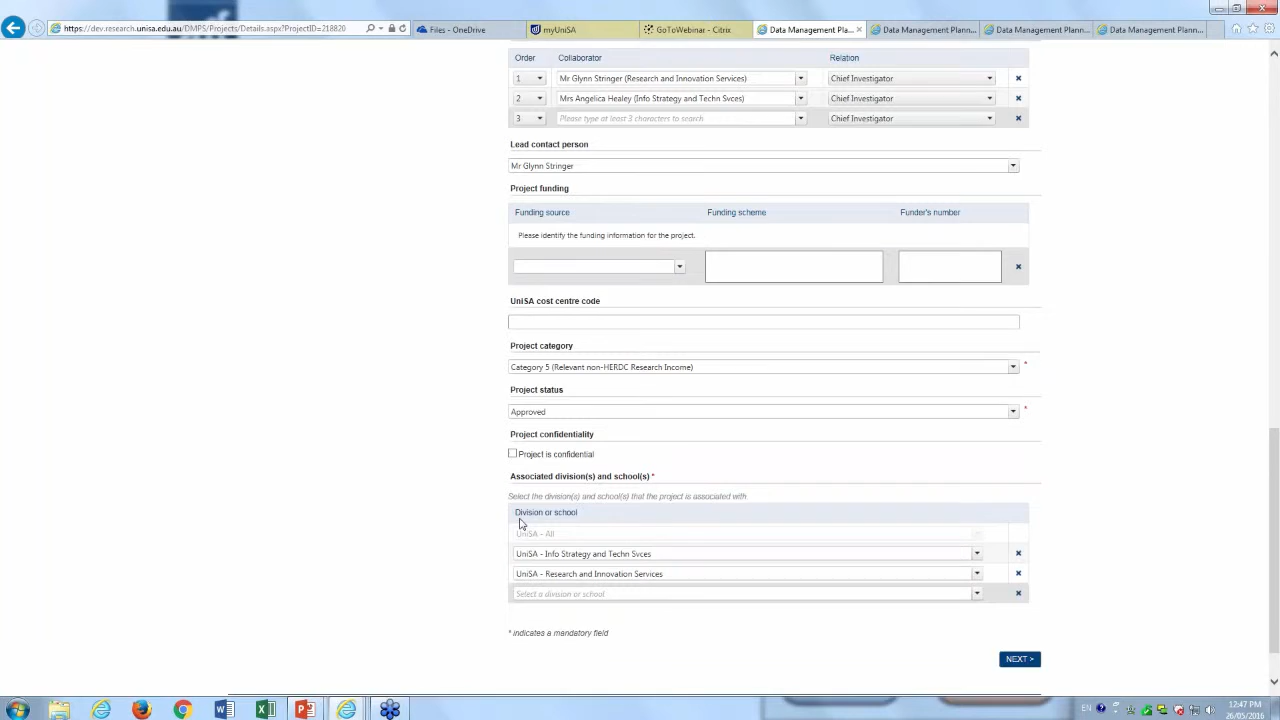 https://dev.research.unisa.edu.au/DMPS/Projects/Details.aspx?ProjectID=218820
Files - OneDrive
myUniSA
GoToWebinar - Citrix
Data Management Pla...
Data Management Plann...
Data Management Plann...
Data Management Plann...
Order Collaborator Relation
1 Mr Glynn Stringer (Research and Innovation Services) Chief Investigator
2 Mrs Angelica Healey (Info Strategy and Techn Svces) Chief Investigator
3 Please type at least 3 characters to search Chief Investigator
Lead contact person
Mr Glynn Stringer
Project funding
Funding source Funding scheme Funder's number
Please identify the funding information for the project.
UniSA cost centre code
Project category
Category 5 (Relevant non-HERDC Research Income) *
Project status
Approved *
Project confidentiality
Project is confidential
Associated division(s) and school(s) *
Select the division(s) and school(s) that the project is associated with
Division or school
UniSA - All
UniSA - Info Strategy and Techn Svces
UniSA - Research and Innovation Services
Select a division or school
* indicates a mandatory field
NEXT >
EN
12:47 PM
26/05/2016